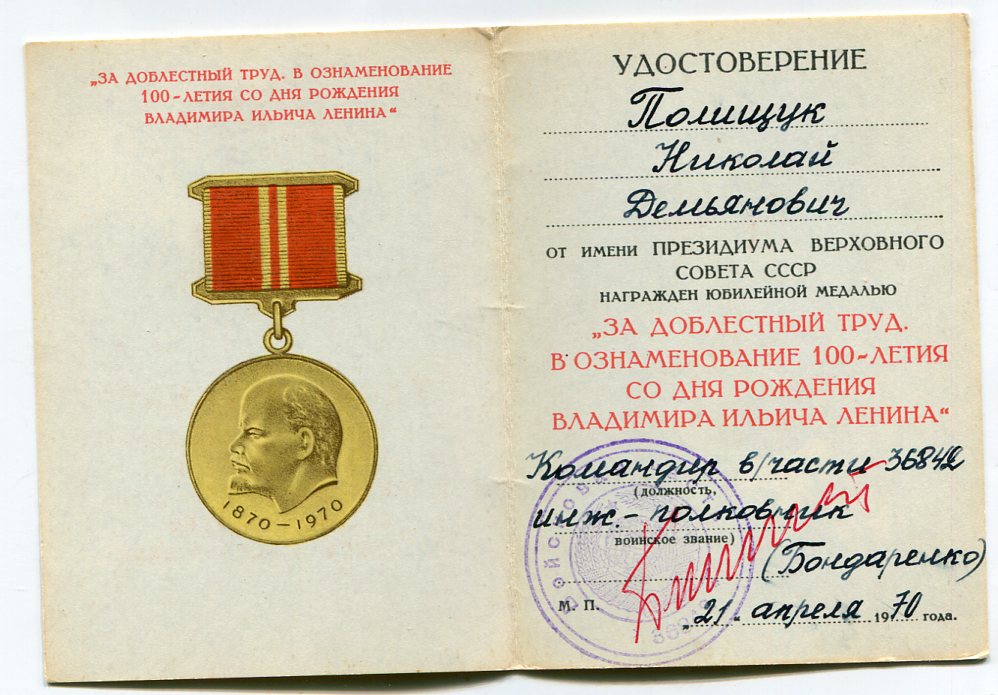 „ЗА ДОБЛЕСТНЫЙ ТРУД. В ОЗНАМЕНОВАНИЕ
100-ЛЕТИЯ СО ДНЯ РОЖДЕНИЯ
ВЛАДИМИРА ИЛЬИЧА ЛЕНИНА“
1870-1970
УДОСТОВЕРЕНИЕ
Полищук
Николай
Демьянович
ОТ ИМЕНИ ПРЕЗИДИУМА ВЕРХОВНОГО
СОВЕТА СССР
НАГРАЖДЕН ЮБИЛЕЙНОЙ МЕДАЛЬЮ
„ЗА ДОБЛЕСТНЫЙ ТРУД.
В ОЗНАМЕНОВАНИЕ 100-ЛЕТИЯ
СО ДНЯ РОЖДЕНИЯ
ВЛАДИМИРА ИЛЬИЧА ЛЕНИНА“
Командир в/части 36842
(должность,
инж.-полковник
воинское звание)
(Бондаренко)
М. П.
„21“ апреля 1970 года.